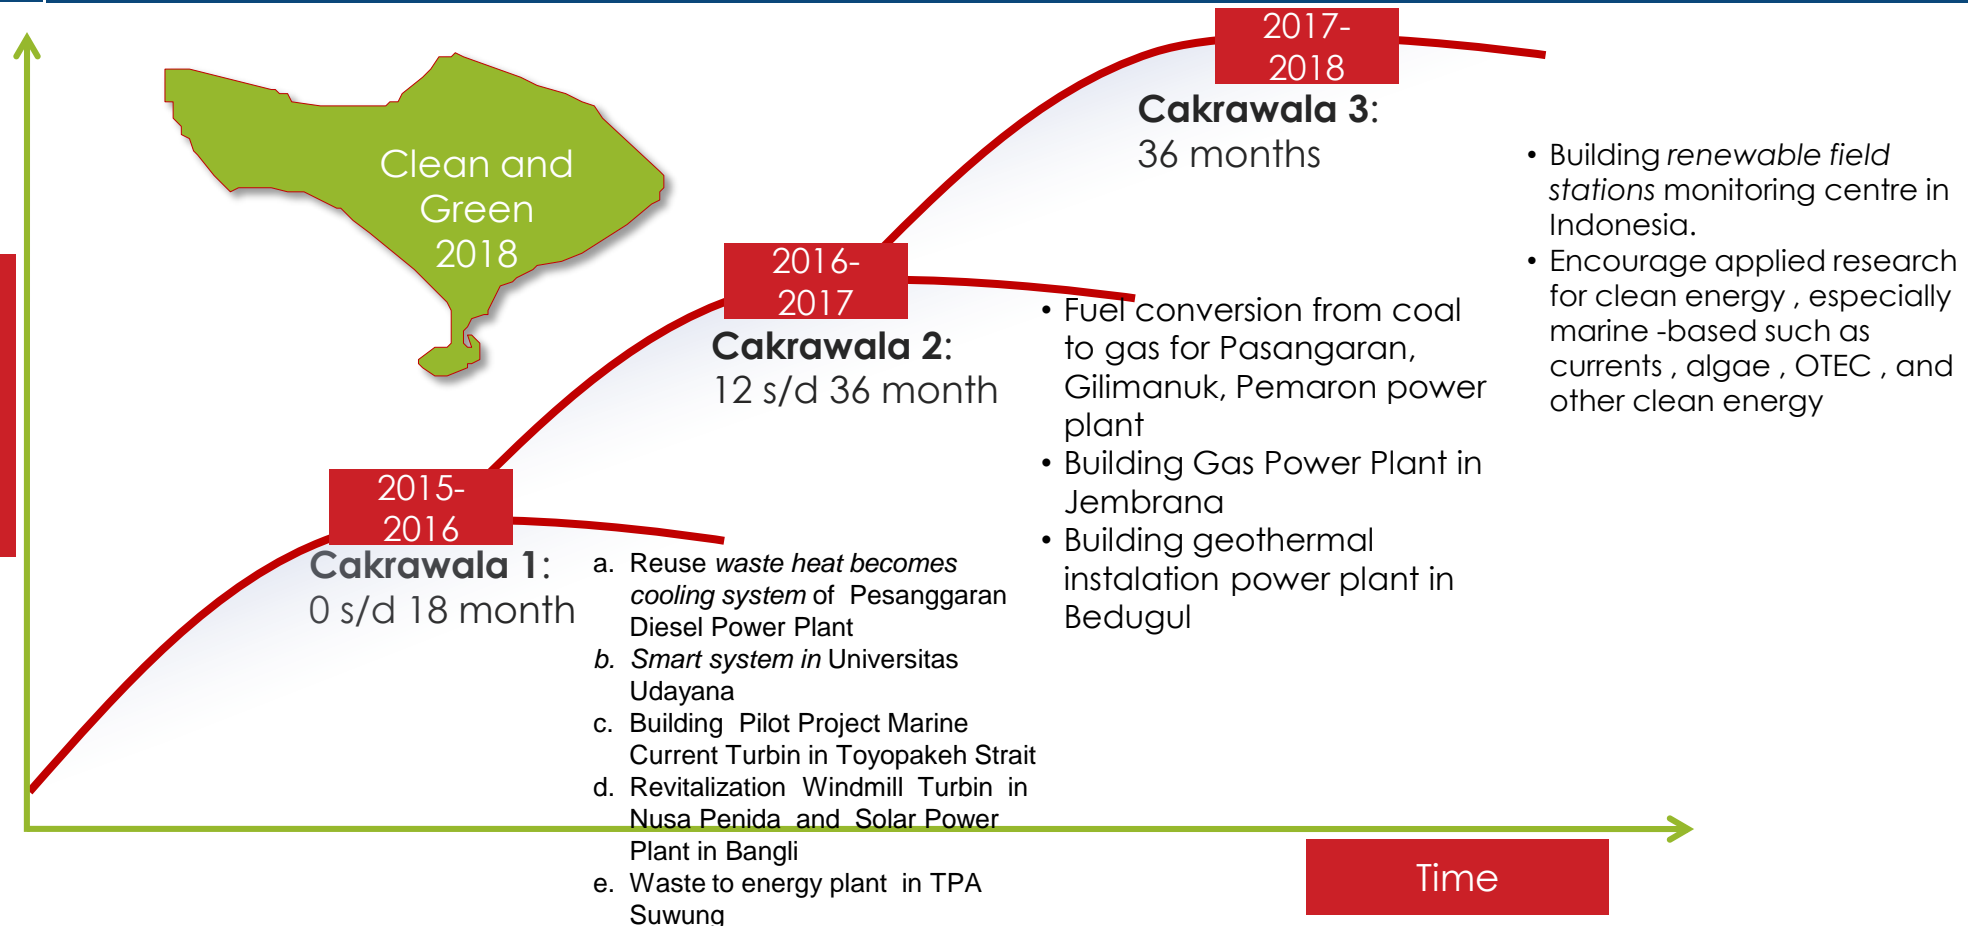 Clean and
Green
2018
2015-
2016
Cakrawala 1:
0 s/d 18 month
a. Reuse waste heat becomes
cooling system of Pesanggaran
Diesel Power Plant
b. Smart system in Universitas
Udayana
c. Building Pilot Project Marine
Current Turbin in Toyopakeh Strait
d. Revitalization Windmill Turbin in
Nusa Penida and Solar Power
Plant in Bangli
e. Waste to energy plant in TPA
Suwung
2016-
2017
Cakrawala 2:
12 s/d 36 month
• Fuel conversion from coal
to gas for Pasangaran,
Gilimanuk, Pemaron power
plant
• Building Gas Power Plant in
Jembrana
• Building geothermal
instalation power plant in
Bedugul
2017-
2018
Cakrawala 3:
36 months
• Building renewable field
stations monitoring centre in
Indonesia.
• Encourage applied research
for clean energy , especially
marine -based such as
currents , algae , OTEC , and
other clean energy
Time